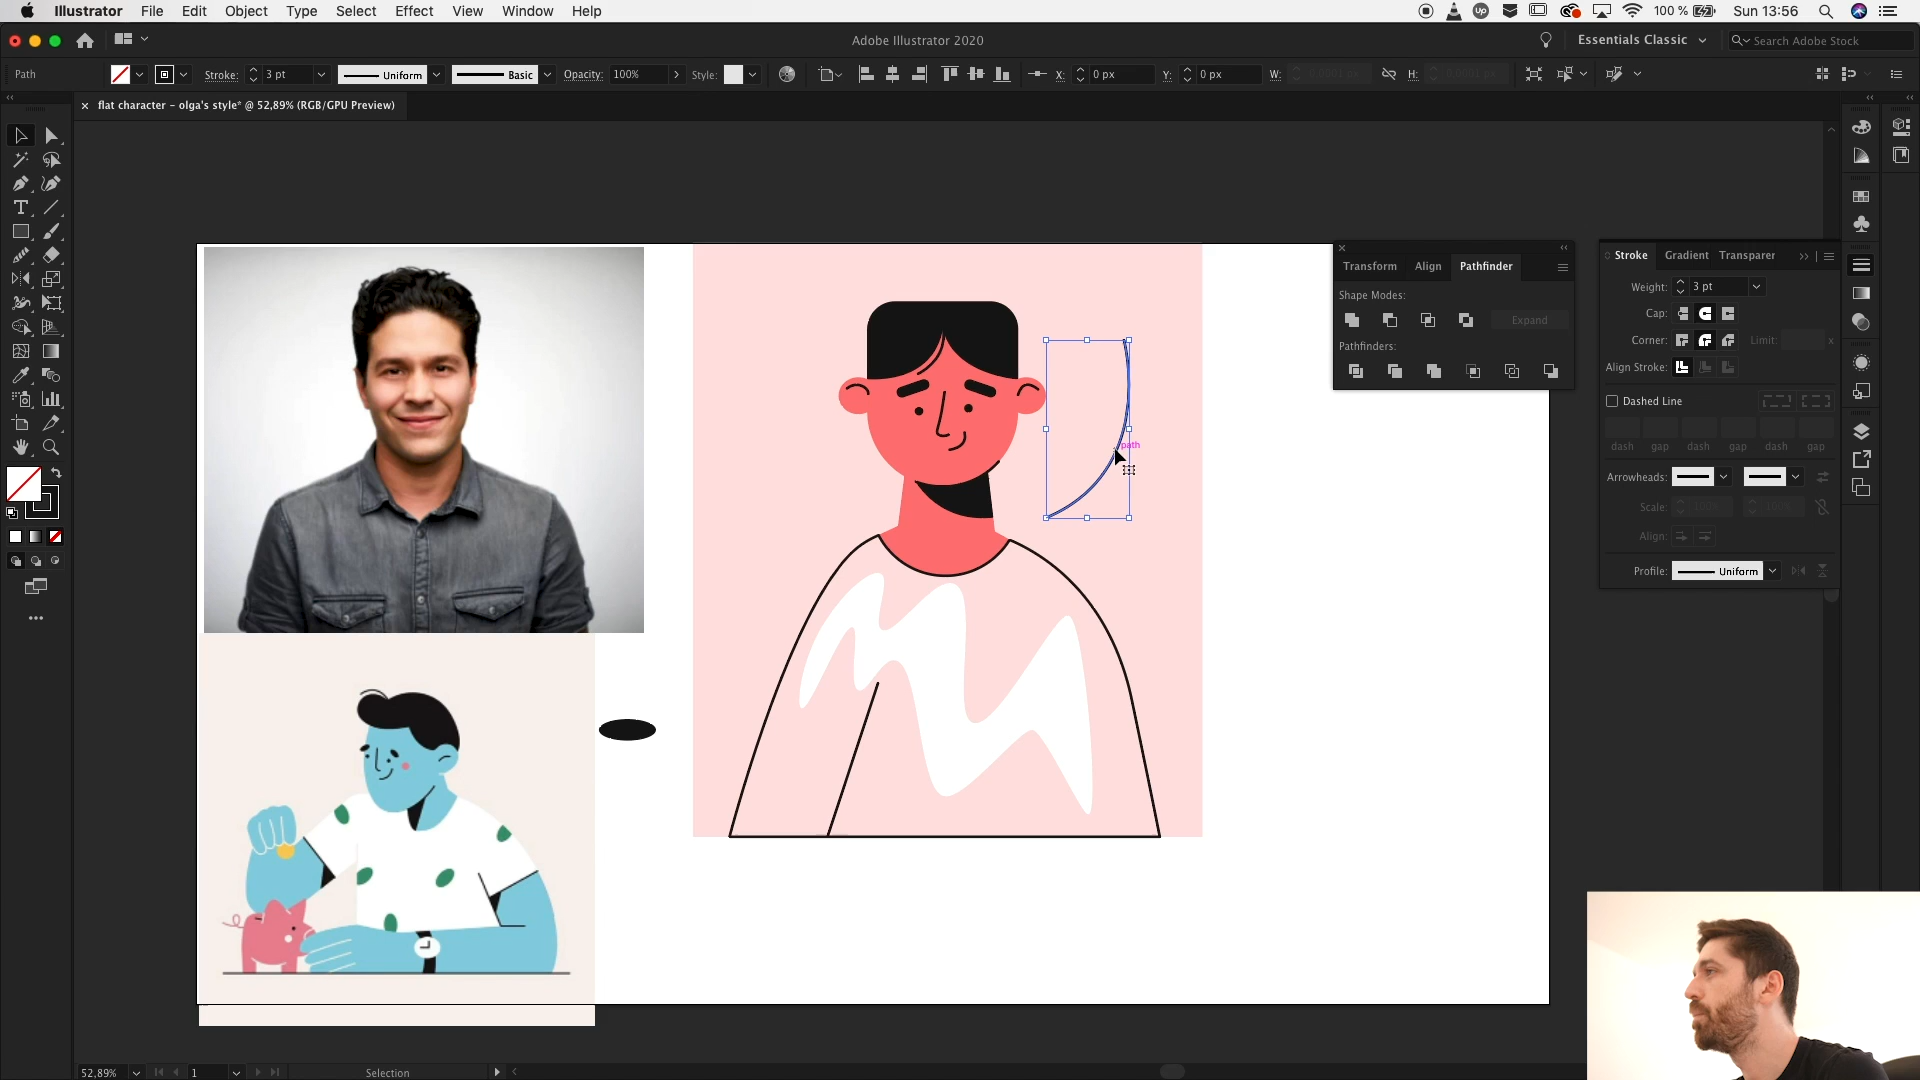 Illustrator File Edit Object Type Select Effect View Window Help
100 % Sun 13:56
Adobe Illustrator 2020
Essentials Classic
Search Adobe Stock
Path Stroke: 3 pt Uniform Basic Opacity: 100% Style: X: 0 px Y: 0 px W: H:
× flat character – olga's style* @ 52,89% (RGB/GPU Preview)
Transform Align Pathfinder
Shape Modes:
Expand
Pathfinders:
Stroke Gradient Transparer
Weight: 3 pt
Cap:
Corner: Limit: x
Align Stroke:
Dashed Line
dash gap dash gap dash gap
Arrowheads:
Scale: 100% 100%
Align:
Profile: Uniform
path
52,89% 1 Selection